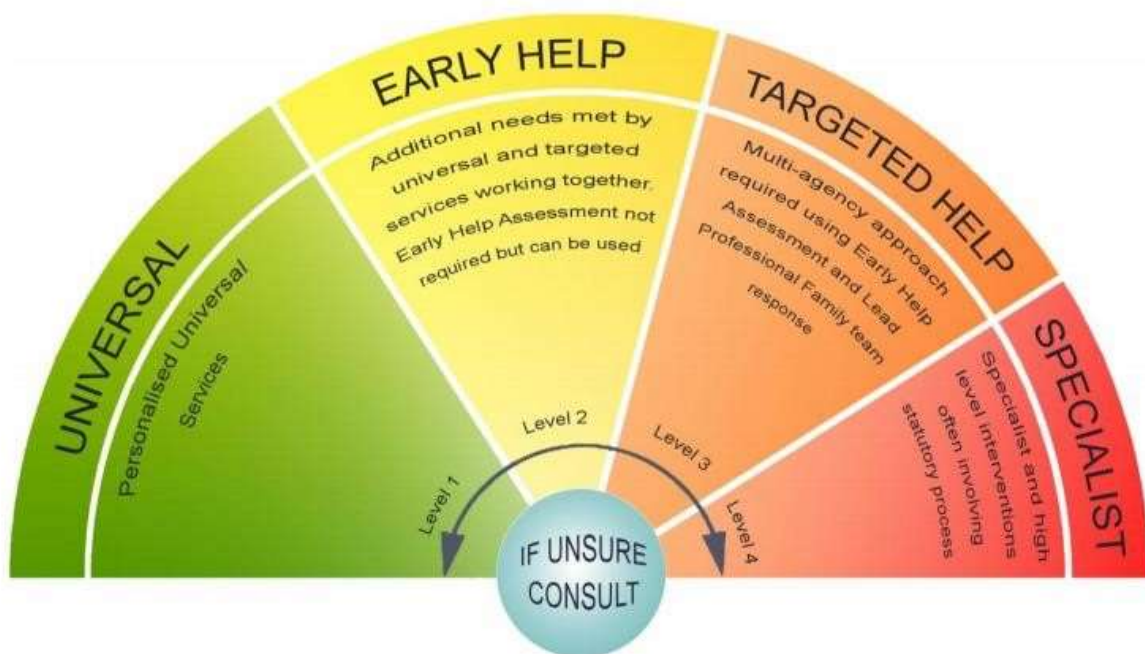 UNIVERSAL
Personalised Universal
Services
Level 1
EARLY HELP
Additional needs met by
universal and targeted
services working together.
Early Help Assessment not
required but can be used
Level 2
TARGETED HELP
Multi-agency approach
required using Early Help
Assessment and Lead
Professional Family team
response
Level 3
SPECIALIST
Specialist and high
level interventions
often involving
statutory process
Level 4
IF UNSURE
CONSULT